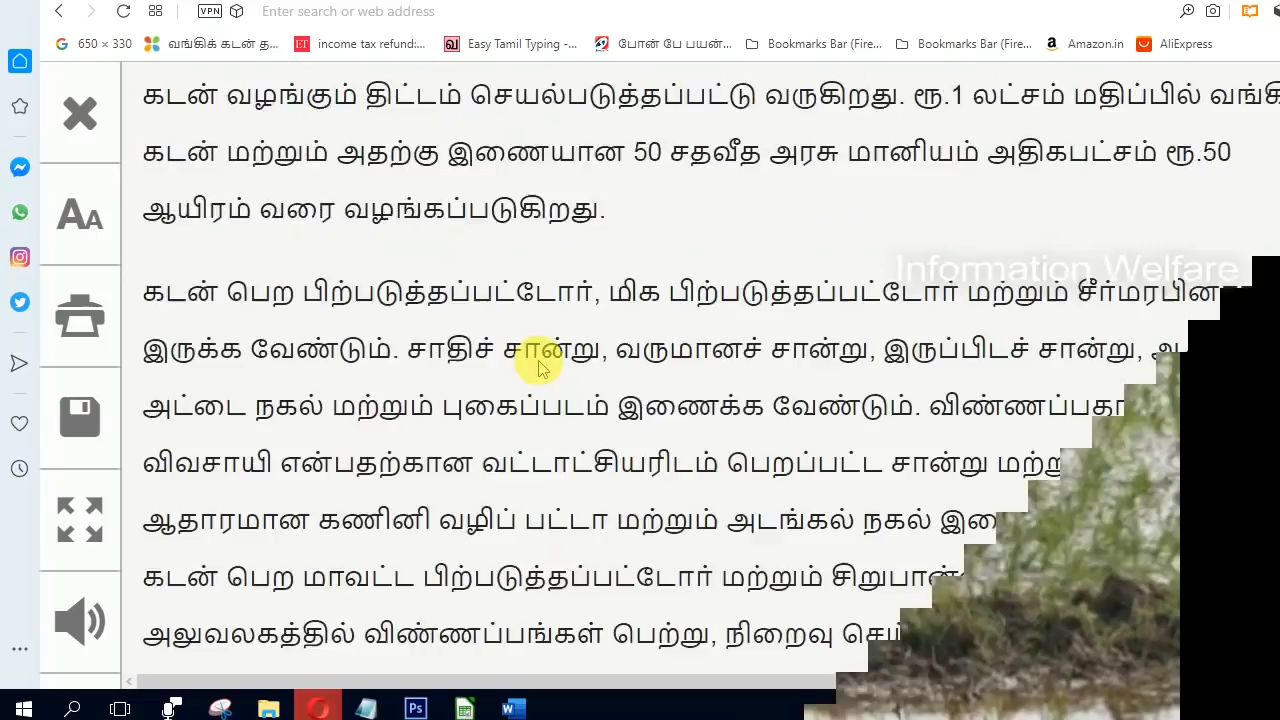 VPN Enter search or web address
650 × 330 வங்கிக் கடன் த... ET income tax refund:... Easy Tamil Typing -... போன் பே பயன்... Bookmarks Bar (Fire... Bookmarks Bar (Fire... Amazon.in AliExpress
கடன் வழங்கும் திட்டம் செயல்படுத்தப்பட்டு வருகிறது. ரூ.1 லட்சம் மதிப்பில்
கடன் மற்றும் அதற்கு இணையான 50 சதவீத அரசு மானியம் அதிகபட்சம் ரூ.50
ஆயிரம் வரை வழங்கப்படுகிறது.
Information Welfare
கடன் பெற பிற்படுத்தப்பட்டோர், மிக பிற்படுத்தப்பட்டோர் மற்றும்
இருக்க வேண்டும். சாதிச் சான்று, வருமானச் சான்று, இருப்பிடச் சான்று,
அட்டை நகல் மற்றும் புகைப்படம் இணைக்க வேண்டும்.
விவசாயி என்பதற்கான வட்டாட்சியரிடம் பெறப்பட்ட சான்று
ஆதாரமான கணினி வழிப் பட்டா மற்றும் அடங்கல் நகல்
கடன் பெற மாவட்ட பிற்படுத்தப்பட்டோர் மற்றும்
அலுவலகத்தில் விண்ணப்பங்கள் பெற்று, நிறைவு
Ps W